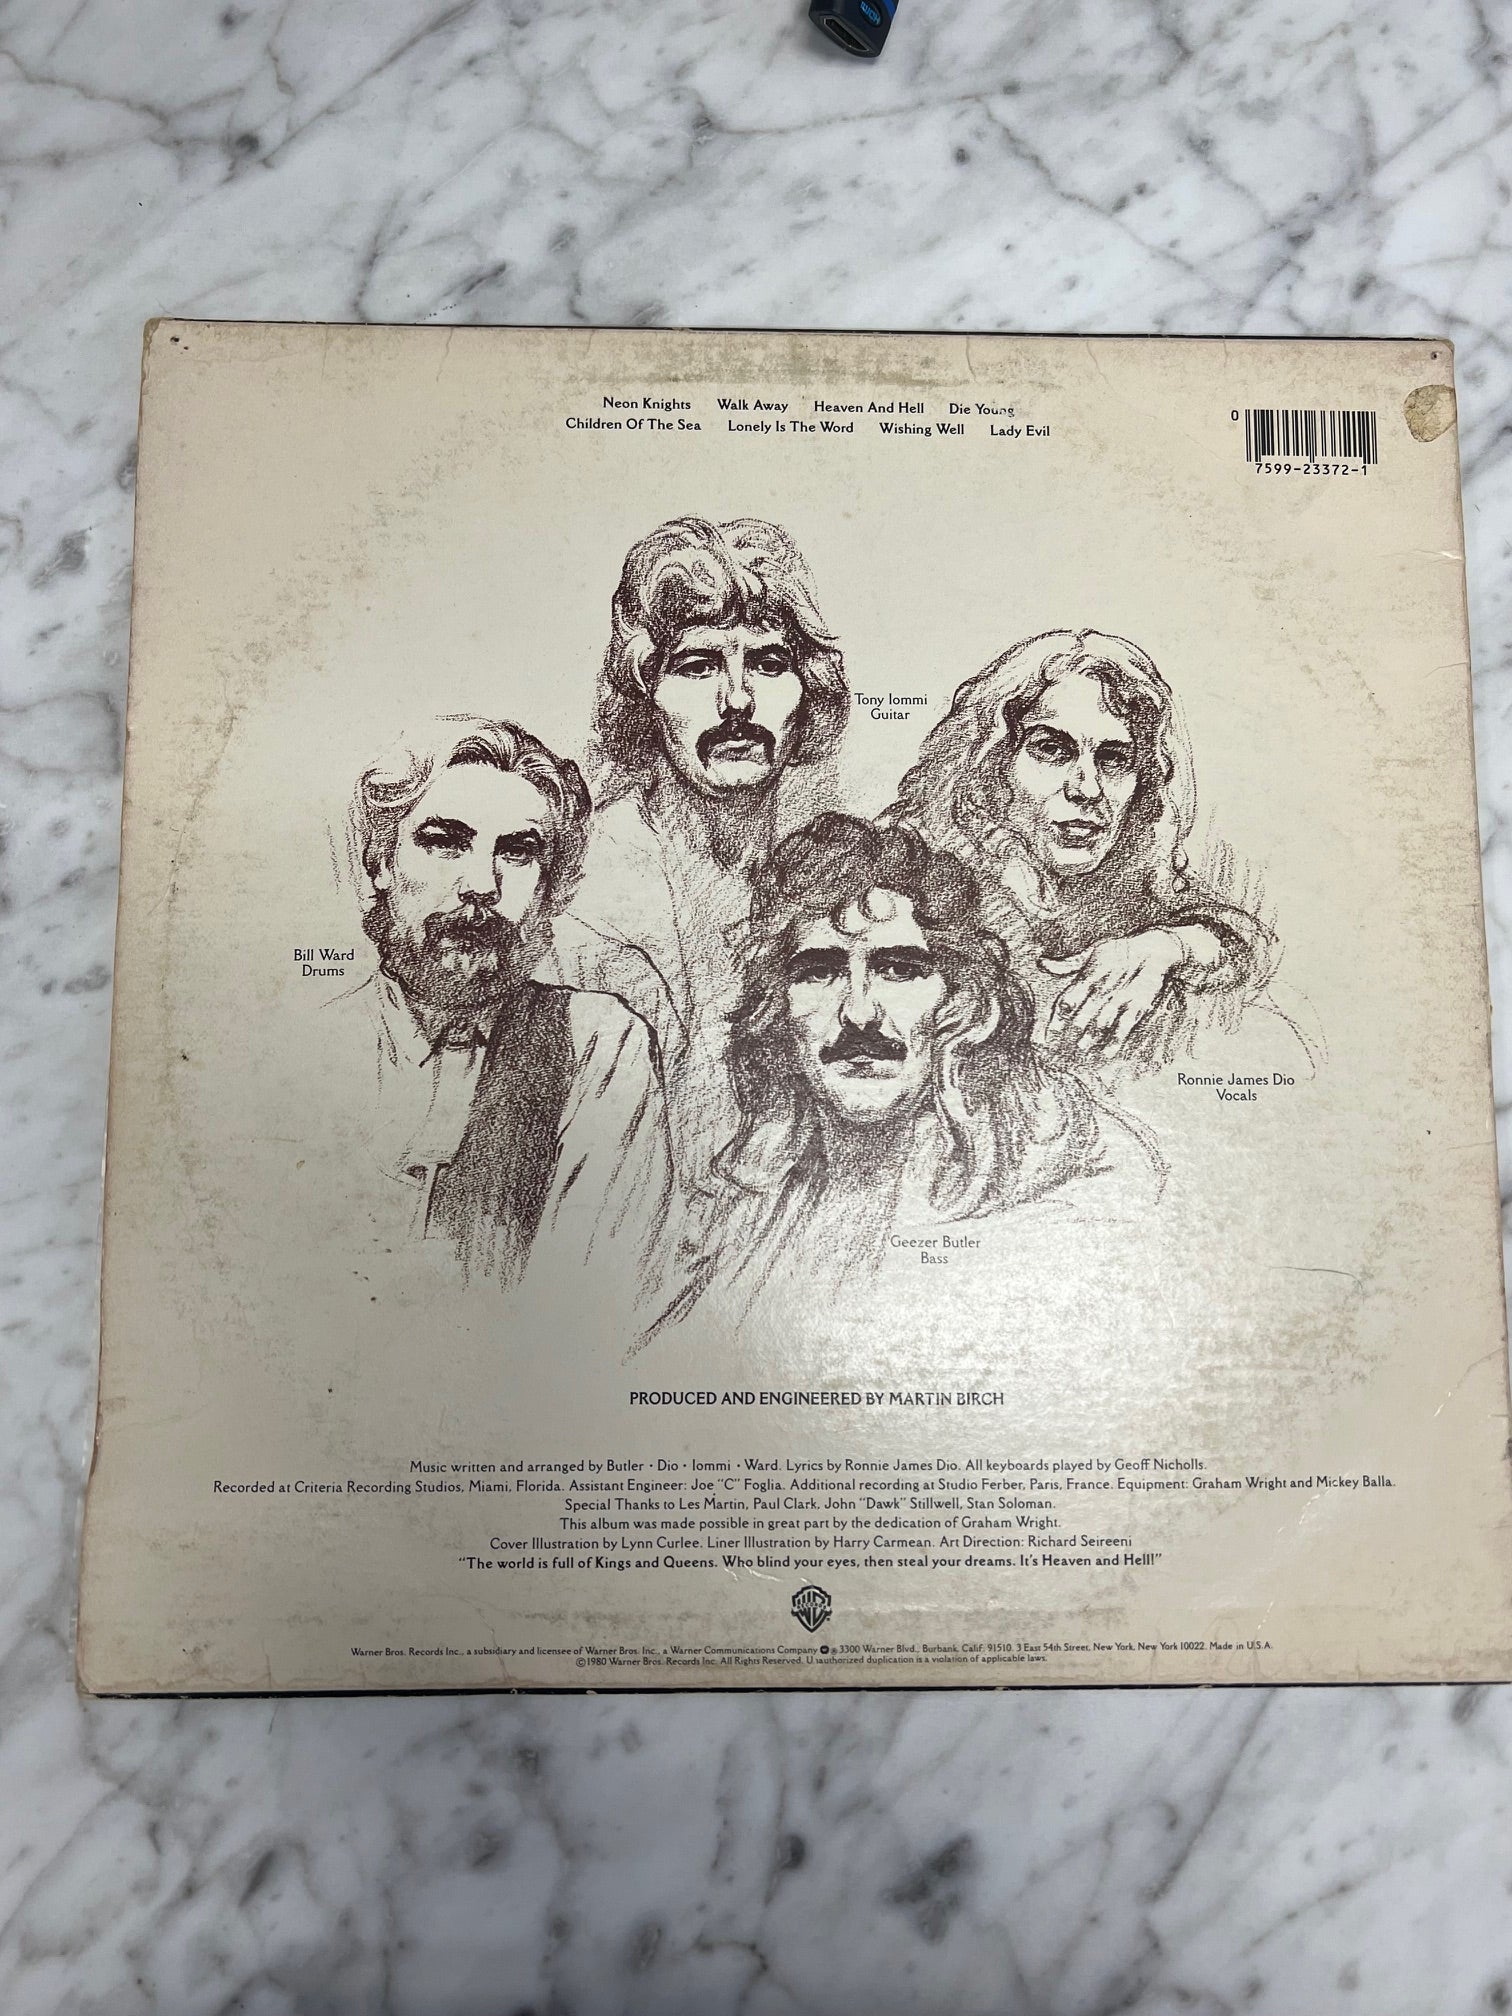 HDMI
Neon Knights Walk Away Heaven And Hell Die Young
Children Of The Sea Lonely Is The Word Wishing Well Lady Evil
0
7599-23372-1
Tony Iommi
Guitar
Bill Ward
Drums
Ronnie James Dio
Vocals
Geezer Butler
Bass
PRODUCED AND ENGINEERED BY MARTIN BIRCH
Music written and arranged by Butler · Dio · Iommi · Ward. Lyrics by Ronnie James Dio. All keyboards played by Geoff Nicholls.
Recorded at Criteria Recording Studios, Miami, Florida. Assistant Engineer: Joe "C" Foglia. Additional recording at Studio Ferber, Paris, France. Equipment: Graham Wright and Mickey Balla.
Special Thanks to Les Martin, Paul Clark, John "Dawk" Stillwell, Stan Soloman.
This album was made possible in great part by the dedication of Graham Wright.
Cover Illustration by Lynn Curlee. Liner Illustration by Harry Carmean. Art Direction: Richard Seireeni
"The world is full of Kings and Queens. Who blind your eyes, then steal your dreams. It's Heaven and Hell!"
Warner Bros. Records Inc., a subsidiary and licensee of Warner Bros. Inc., a Warner Communications Company 3300 Warner Blvd., Burbank, Calif. 91510. 3 East 54th Street, New York, New York 10022. Made in U.S.A.
©1980 Warner Bros. Records Inc. All Rights Reserved. Unauthorized duplication is a violation of applicable laws.